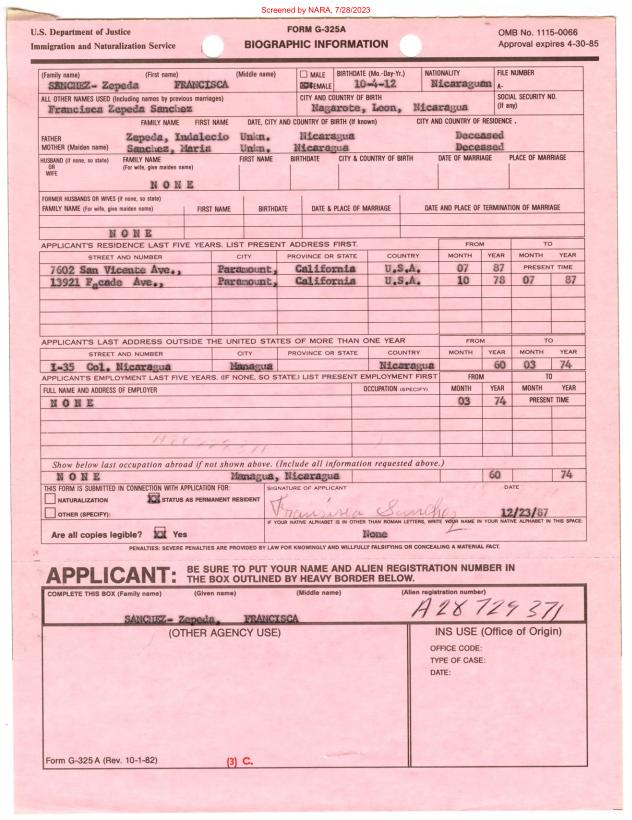 Screened by NARA, 7/28/2023
U.S. Department of Justice
Immigration and Naturalization Service
FORM G-325A
BIOGRAPHIC INFORMATION
OMB No. 1115-0066
Approval expires 4-30-85
(Family name) (First name) (Middle name) MALE FEMALE BIRTHDATE (Mo.-Day-Yr.) NATIONALITY FILE NUMBER
SANCHEZ- Zepeda FRANCISCA 10-4-12 Nicaraguan A-
ALL OTHER NAMES USED (Including names by previous marriages) CITY AND COUNTRY OF BIRTH SOCIAL SECURITY NO. (If any)
Francisca Zepeda Sanchez Nagarote, Leon, Nicaragua
FAMILY NAME FIRST NAME DATE, CITY AND COUNTRY OF BIRTH (If known) CITY AND COUNTRY OF RESIDENCE .
FATHER Zepeda, Indalecio Unkn. Nicaragua Deceased
MOTHER (Maiden name) Sanchez, Maria Unkn. Nicaragua Deceased
HUSBAND (If none, so state) OR WIFE FAMILY NAME (For wife, give maiden name) FIRST NAME BIRTHDATE CITY & COUNTRY OF BIRTH DATE OF MARRIAGE PLACE OF MARRIAGE
N O N E
FORMER HUSBANDS OR WIVES (if none, so state)
FAMILY NAME (For wife, give maiden name) FIRST NAME BIRTHDATE DATE & PLACE OF MARRIAGE DATE AND PLACE OF TERMINATION OF MARRIAGE
N O N E
APPLICANT'S RESIDENCE LAST FIVE YEARS. LIST PRESENT ADDRESS FIRST. FROM TO
STREET AND NUMBER CITY PROVINCE OR STATE COUNTRY MONTH YEAR MONTH YEAR
7602 San Vicente Ave., Paramount, California U.S.A. 07 87 PRESENT TIME
13921 Facade Ave., Paramount, California U.S.A. 10 78 07 87
APPLICANT'S LAST ADDRESS OUTSIDE THE UNITED STATES OF MORE THAN ONE YEAR FROM TO
STREET AND NUMBER CITY PROVINCE OR STATE COUNTRY MONTH YEAR MONTH YEAR
I-35 Col. Nicaragua Managua Nicaragua 60 03 74
APPLICANT'S EMPLOYMENT LAST FIVE YEARS. (IF NONE, SO STATE.) LIST PRESENT EMPLOYMENT FIRST FROM TO
FULL NAME AND ADDRESS OF EMPLOYER OCCUPATION (SPECIFY) MONTH YEAR MONTH YEAR
N O N E 03 74 PRESENT TIME
A28 729 371
Show below last occupation abroad if not shown above. (Include all information requested above.)
N O N E Managua, Nicaragua 60 74
THIS FORM IS SUBMITTED IN CONNECTION WITH APPLICATION FOR: SIGNATURE OF APPLICANT DATE
NATURALIZATION STATUS AS PERMANENT RESIDENT
OTHER (SPECIFY): Francisca Sanchez 12/23/87
IF YOUR NATIVE ALPHABET IS IN OTHER THAN ROMAN LETTERS, WRITE YOUR NAME IN YOUR NATIVE ALPHABET IN THIS SPACE:
Are all copies legible? Yes None
PENALTIES: SEVERE PENALTIES ARE PROVIDED BY LAW FOR KNOWINGLY AND WILLFULLY FALSIFYING OR CONCEALING A MATERIAL FACT.
APPLICANT: BE SURE TO PUT YOUR NAME AND ALIEN REGISTRATION NUMBER IN
THE BOX OUTLINED BY HEAVY BORDER BELOW.
COMPLETE THIS BOX (Family name) (Given name) (Middle name) (Alien registration number)
SANCHEZ- Zepeda, FRANCISCA A28 729 371
(OTHER AGENCY USE) INS USE (Office of Origin)
OFFICE CODE:
TYPE OF CASE:
DATE:
Form G-325 A (Rev. 10-1-82) (3) C.